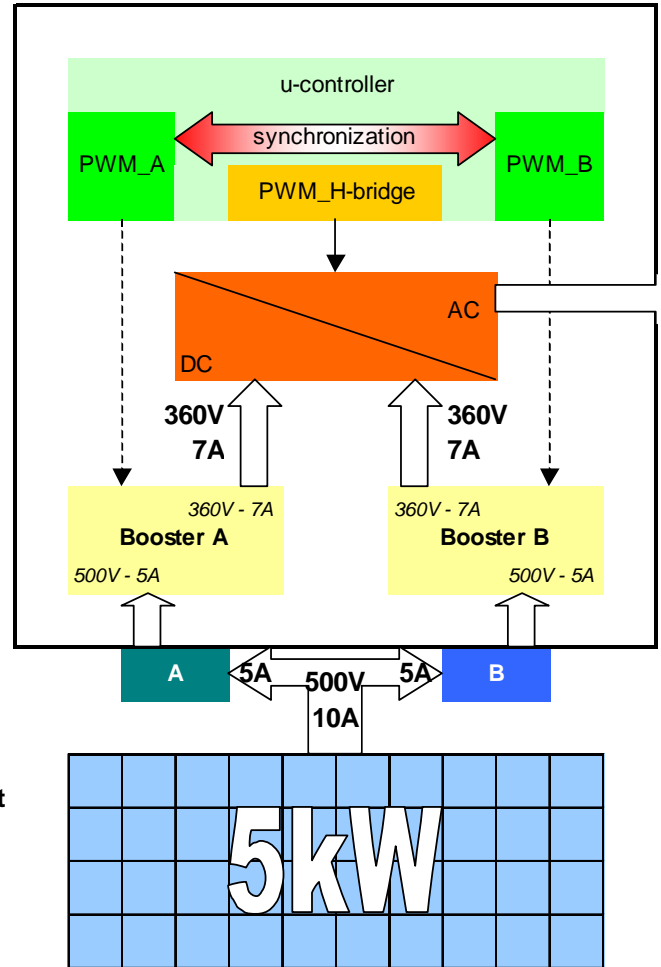 u-controller
synchronization
PWM_A
PWM_B
PWM_H-bridge
AC
DC
360V
7A
360V
7A
360V - 7A
Booster A
500V - 5A
360V - 7A
Booster B
500V - 5A
A
5A
500V
5A
B
10A
t
5kW